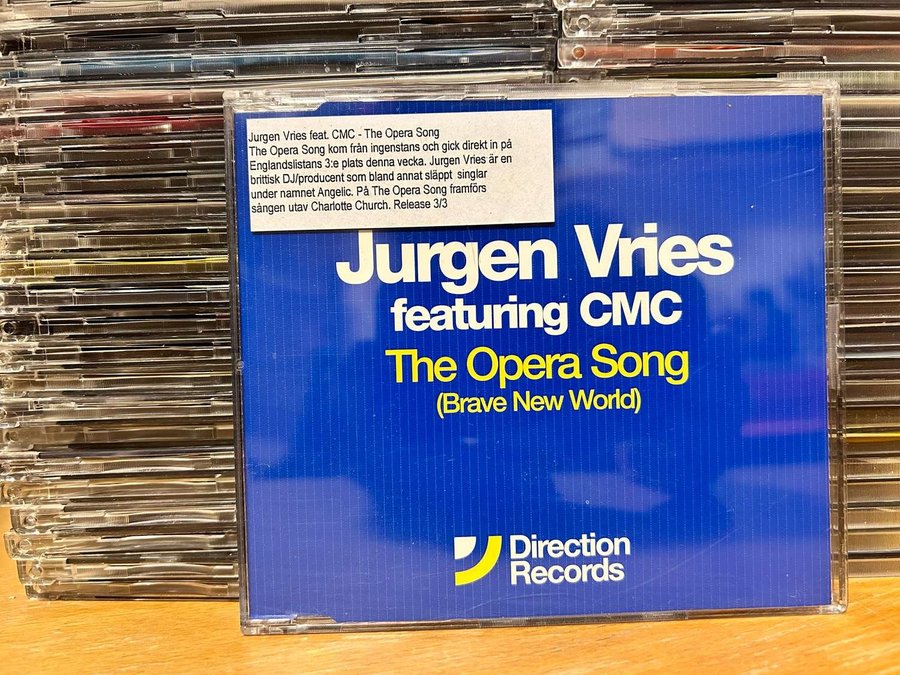 Jurgen Vries feat. CMC - The Opera Song
The Opera Song kom från ingenstans och gick direkt in på
Englandslistans 3:e plats denna vecka. Jurgen Vries är en
brittisk DJ/producent som bland annat släppt singlar
under namnet Angelic. På The Opera Song framförs
sången utav Charlotte Church. Release 3/3
Jurgen Vries
featuring CMC
The Opera Song
(Brave New World)
Direction
Records